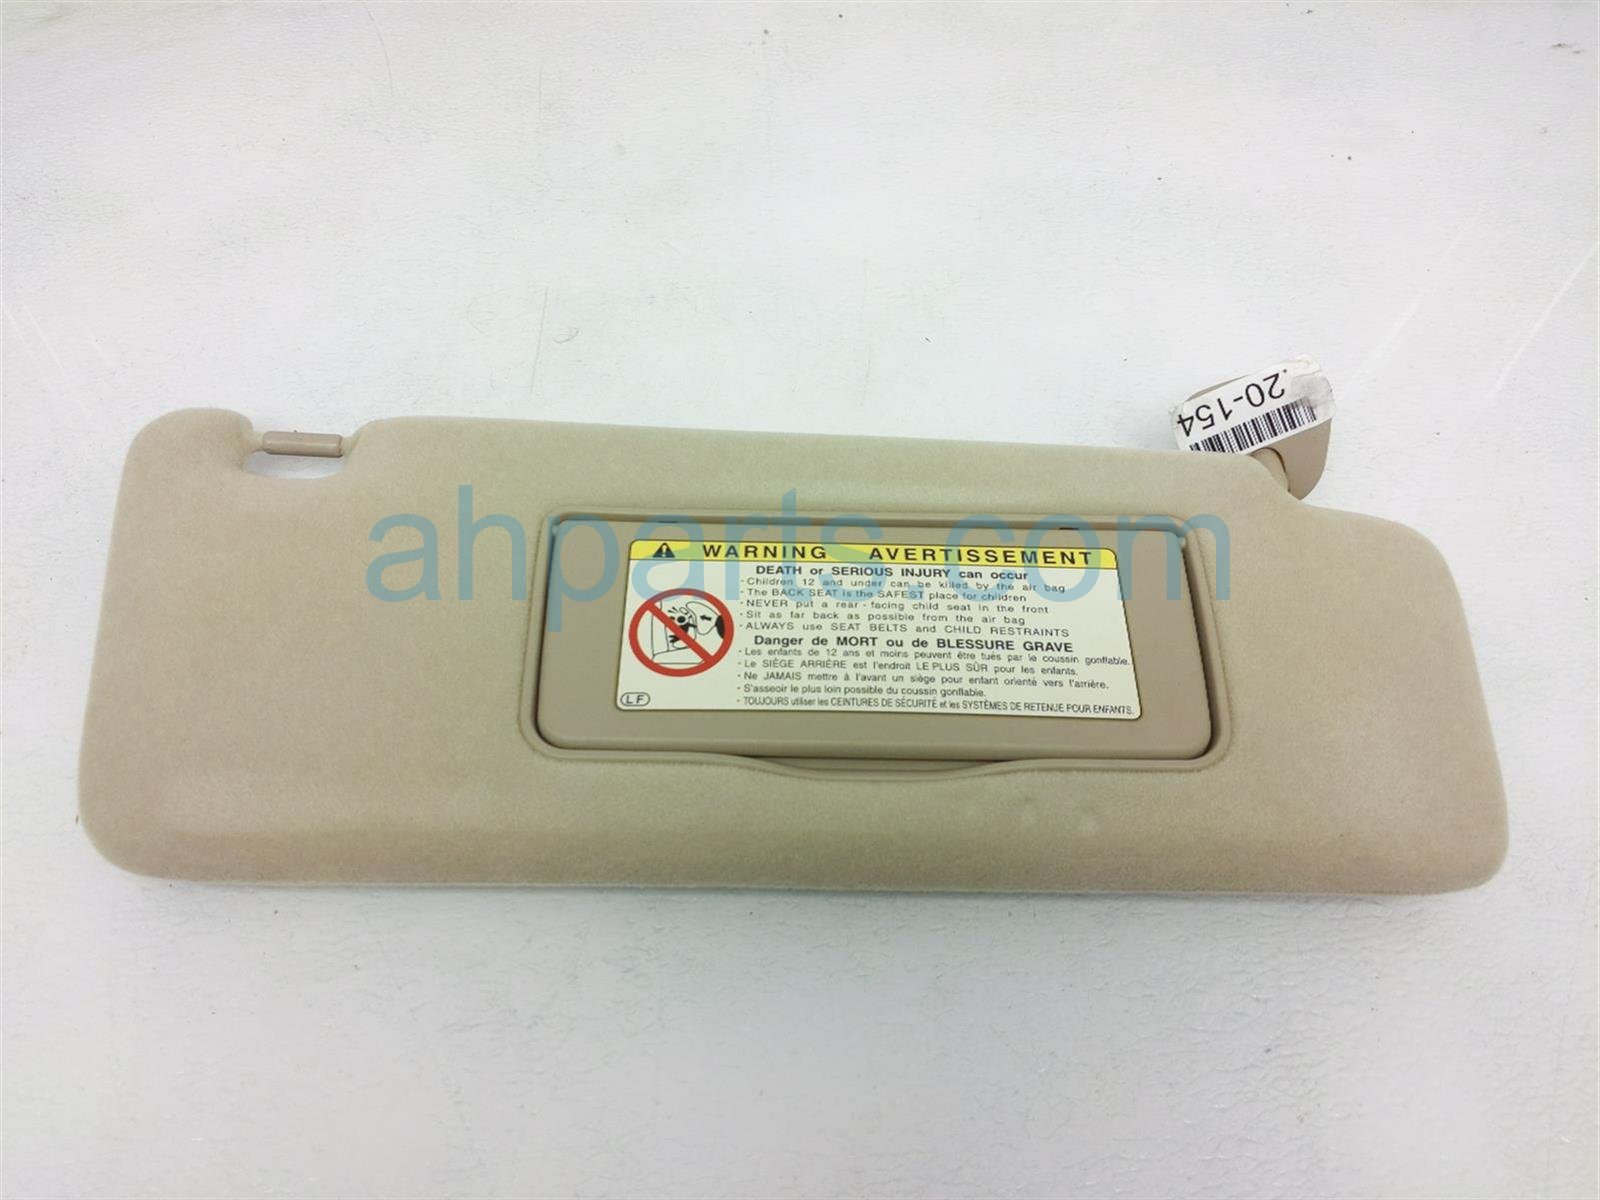 .20-154
WARNING AVERTISSEMENT
DEATH or SERIOUS INJURY can occur
- Children 12 and under can be killed by the air bag
- The BACK SEAT is the SAFEST place for children
- NEVER put a rear - facing child seat in the front
- Sit as far back as possible from the air bag
- ALWAYS use SEAT BELTS and CHILD RESTRAINTS
Danger de MORT ou de BLESSURE GRAVE
- Les enfants de 12 ans et moins peuvent être tués par le coussin gonflable.
- Le SIÈGE ARRIÈRE est l'endroit LE PLUS SÛR pour les enfants.
- Ne JAMAIS mettre à l'avant un siège pour enfant orienté vers l'arrière.
- S'asseoir le plus loin possible du coussin gonflable.
- TOUJOURS utiliser les CEINTURES DE SÉCURITÉ et les SYSTÈMES DE RETENUE POUR ENFANTS.
LF
ahparts.com